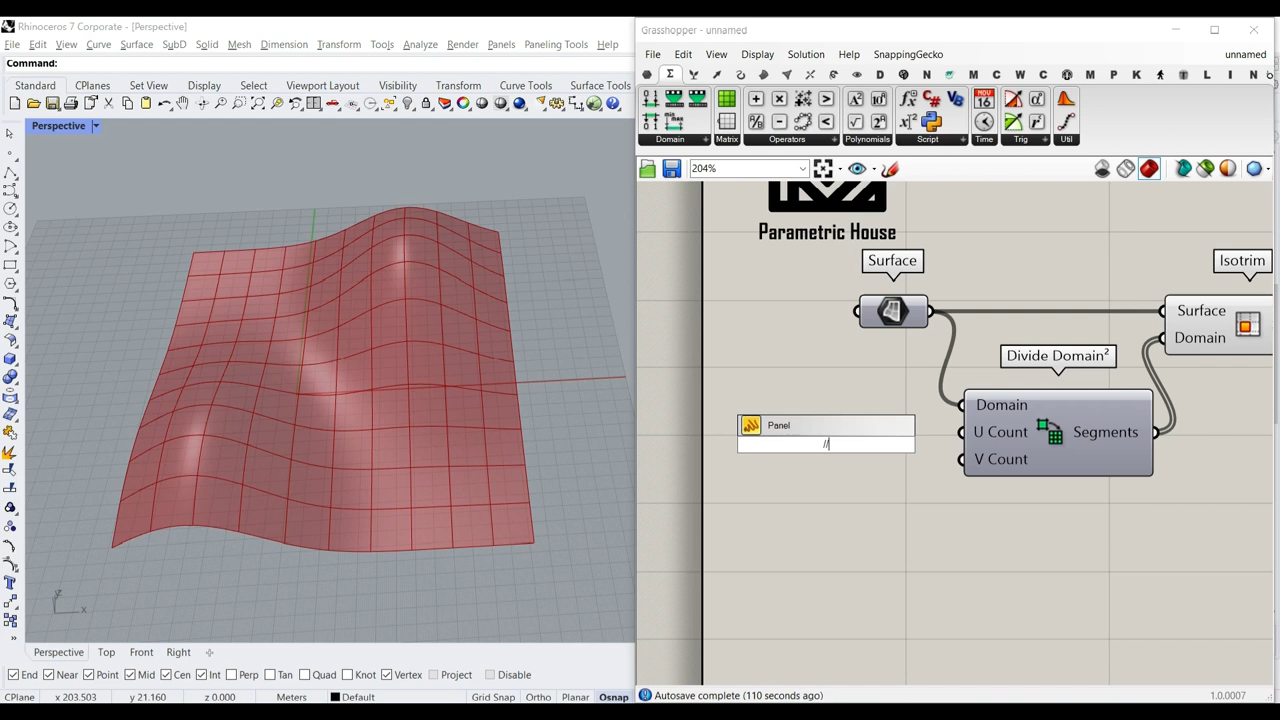 Rhinoceros 7 Corporate - [Perspective]
File Edit View Curve Surface SubD Solid Mesh Dimension Transform Tools Analyze Render Panels Paneling Tools Help
Command:
Standard CPlanes Set View Display Select Viewport Layout Visibility Transform Curve Tools Surface Tools
Perspective
y
x
Perspective Top Front Right
End Near Point Mid Cen Int Perp Tan Quad Knot Vertex Project Disable
CPlane x 203.503 y 21.160 z 0.000 Meters Default Grid Snap Ortho Planar Osnap
Grasshopper - unnamed
File Edit View Display Solution Help SnappingGecko unnamed
D N M C W C M P K L I N
Domain Matrix Operators Polynomials Script Time Trig Util
NOV
16
204%
Parametric House
Surface
Isotrim
Surface
Domain
Divide Domain²
Domain
U Count Segments
V Count
Panel
//
Autosave complete (110 seconds ago) 1.0.0007